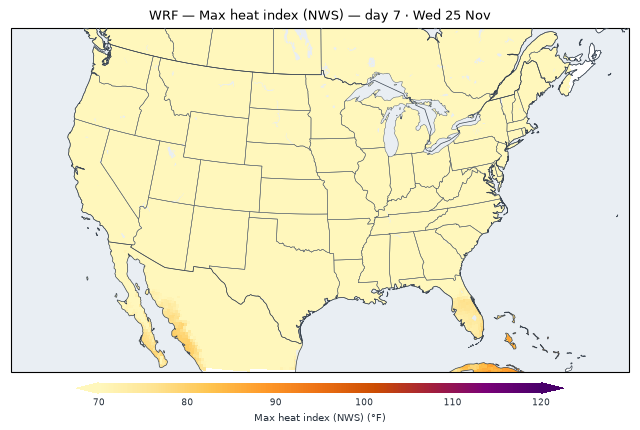 WRF — Max heat index (NWS) — day 7 · Wed 25 Nov
70 80 90 100 110 120
Max heat index (NWS) (°F)